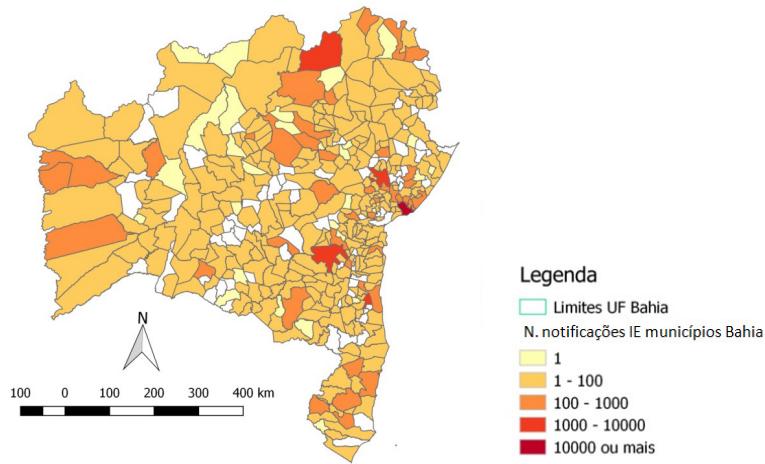 N
100 0 100 200 300 400 km
Legenda
Limites UF Bahia
N. notificações IE municípios Bahia
1
1 - 100
100 - 1000
1000 - 10000
10000 ou mais